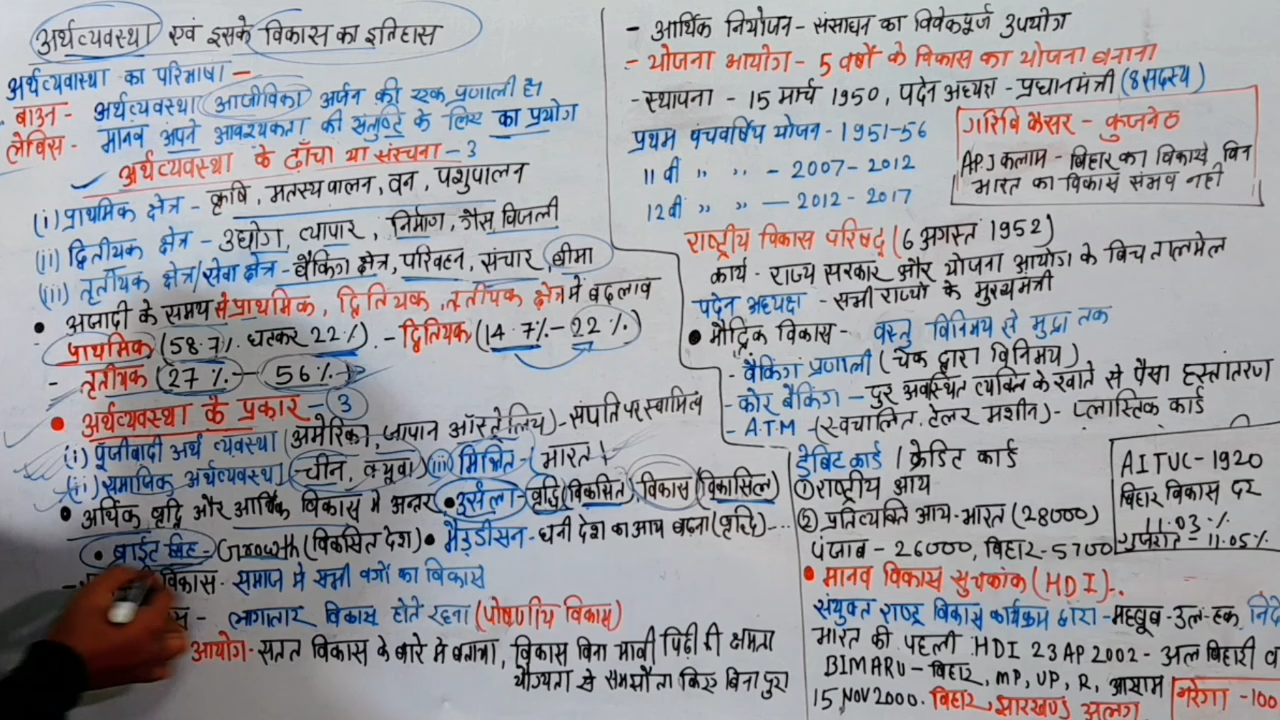 अर्थव्यवस्था एवं इसके विकास का इतिहास
अर्थव्यवस्था का परिभाषा -
बाउन - अर्थव्यवस्था आजीविका अर्जन की एक प्रणाली है।
लेविस - मानव अपने आवश्यकता की संतुष्टि के लिए का प्रयोग
अर्थव्यवस्था के ढाँचा या संरचना - 3
(i) प्राथमिक क्षेत्र - कृषि, मतस्य पालन, वन, पशुपालन
(ii) द्वितियक क्षेत्र - उद्योग, व्यापार, निर्माण, गैस बिजली
(iii) तृतीयक क्षेत्र/सेवा क्षेत्र - बैंकिंग क्षेत्र, परिवहन, संचार, बीमा
• अजादी के समय से प्राथमिक, द्वितियक, तृतीयक क्षेत्र में बदलाव
प्राथमिक (58.7% घटकर 22%) - द्वितियक (14.7% - 22%)
- तृतीयक (27% - 56%)
• अर्थव्यवस्था के प्रकार - 3
(i) पूंजीवादी अर्थ व्यवस्था (अमेरिका, जापान ऑस्ट्रेलिय) - संपति पर स्वामित्व
(ii) समाजिक अर्थव्यवस्था (चीन, क्यूबा) (iii) मिश्रित - (भारत)
• अर्थिक वृद्धि और आर्थिक विकास में अन्तर • उर्सला - वृद्धि (विकसित) विकास (विकासित)
• ब्राईट सिंह - Growth (विकसित देश) • मैड्डीसन - धनी देश का आय बढ़ना (वृद्धि) -
विकास - समाज में सभी वर्गों का विकास
- लागातार विकास होते रहना (पोषणीय विकास)
आयोग - सतत विकास के बारे में बताया, विकास बिना भावी पिढ़ी की क्षमता
योग्यता से समझौता किए बिना पुरा
- आर्थिक नियोजन - संसाधन का विवेकपूर्ण उपयोग
- योजना आयोग - 5 वर्षों के विकास का योजना बनाना
- स्थापना - 15 मार्च 1950, पदेन अध्यक्ष - प्रधानमंत्री (8 सदस्य)
प्रथम पंचवर्षिय योजन - 1951-56
11 वी " " - 2007 - 2012
12 वी " " - 2012 - 2017
गरिबि कैसर - कुजनेठ
APJ कलाम - बिहार का विकास बिन
भारत का विकास संभव नही
राष्ट्रीय विकास परिषद् (6 अगस्त 1952)
कार्य - राज्य सरकार और योजना आयोग के बिच तालमेल
पदेन अध्यक्ष - सभी राज्यों के मुख्यमंत्री
• मौद्रिक विकास - वस्तु विनिमय से मुद्रा तक
- बैंकिंग प्रणाली (चेक द्वारा विनिमय)
- कोर बैंकिंग - दुर अवस्थित व्यक्ति के खाते से पैसा हस्तांतरण
- A.T.M - (स्वचालित टेलर मशीन) - प्लास्टिक कार्ड
डेबिट कार्ड / क्रेडिट कार्ड
① राष्ट्रीय आय
② प्रतिव्यक्ति आय - भारत (28000)
पंजाब - 26000, बिहार - 5700
AITUC - 1920
बिहार विकास दर
11.03 %
गुजरात = 11.05%
• मानव विकास सुचकांक (HDI) -
संयुक्त राष्ट्र विकास कार्यक्रम द्वारा - महबूब-उल-हक, निर्दे
भारत की पहली HDI 23 AP 2002 - अल बिहारी व
BIMARU - बिहार, MP, UP, R, आसाम
15, NOV 2000. बिहार, झारखण्ड अलग
नरेगा - 100